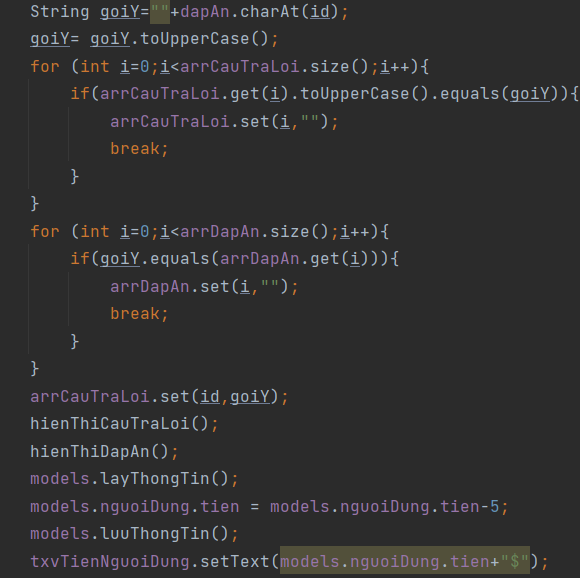 String goiY=""+dapAn.charAt(id);
goiY= goiY.toUpperCase();
for (int i=0;i<arrCauTraLoi.size();i++){
if(arrCauTraLoi.get(i).toUpperCase().equals(goiY)){
arrCauTraLoi.set(i,"");
break;
}
}
for (int i=0;i<arrDapAn.size();i++){
if(goiY.equals(arrDapAn.get(i))){
arrDapAn.set(i,"");
break;
}
}
arrCauTraLoi.set(id,goiY);
hienThiCauTraLoi();
hienThiDapAn();
models.layThongTin();
models.nguoiDung.tien = models.nguoiDung.tien-5;
models.luuThongTin();
txvTienNguoiDung.setText(models.nguoiDung.tien+"$");